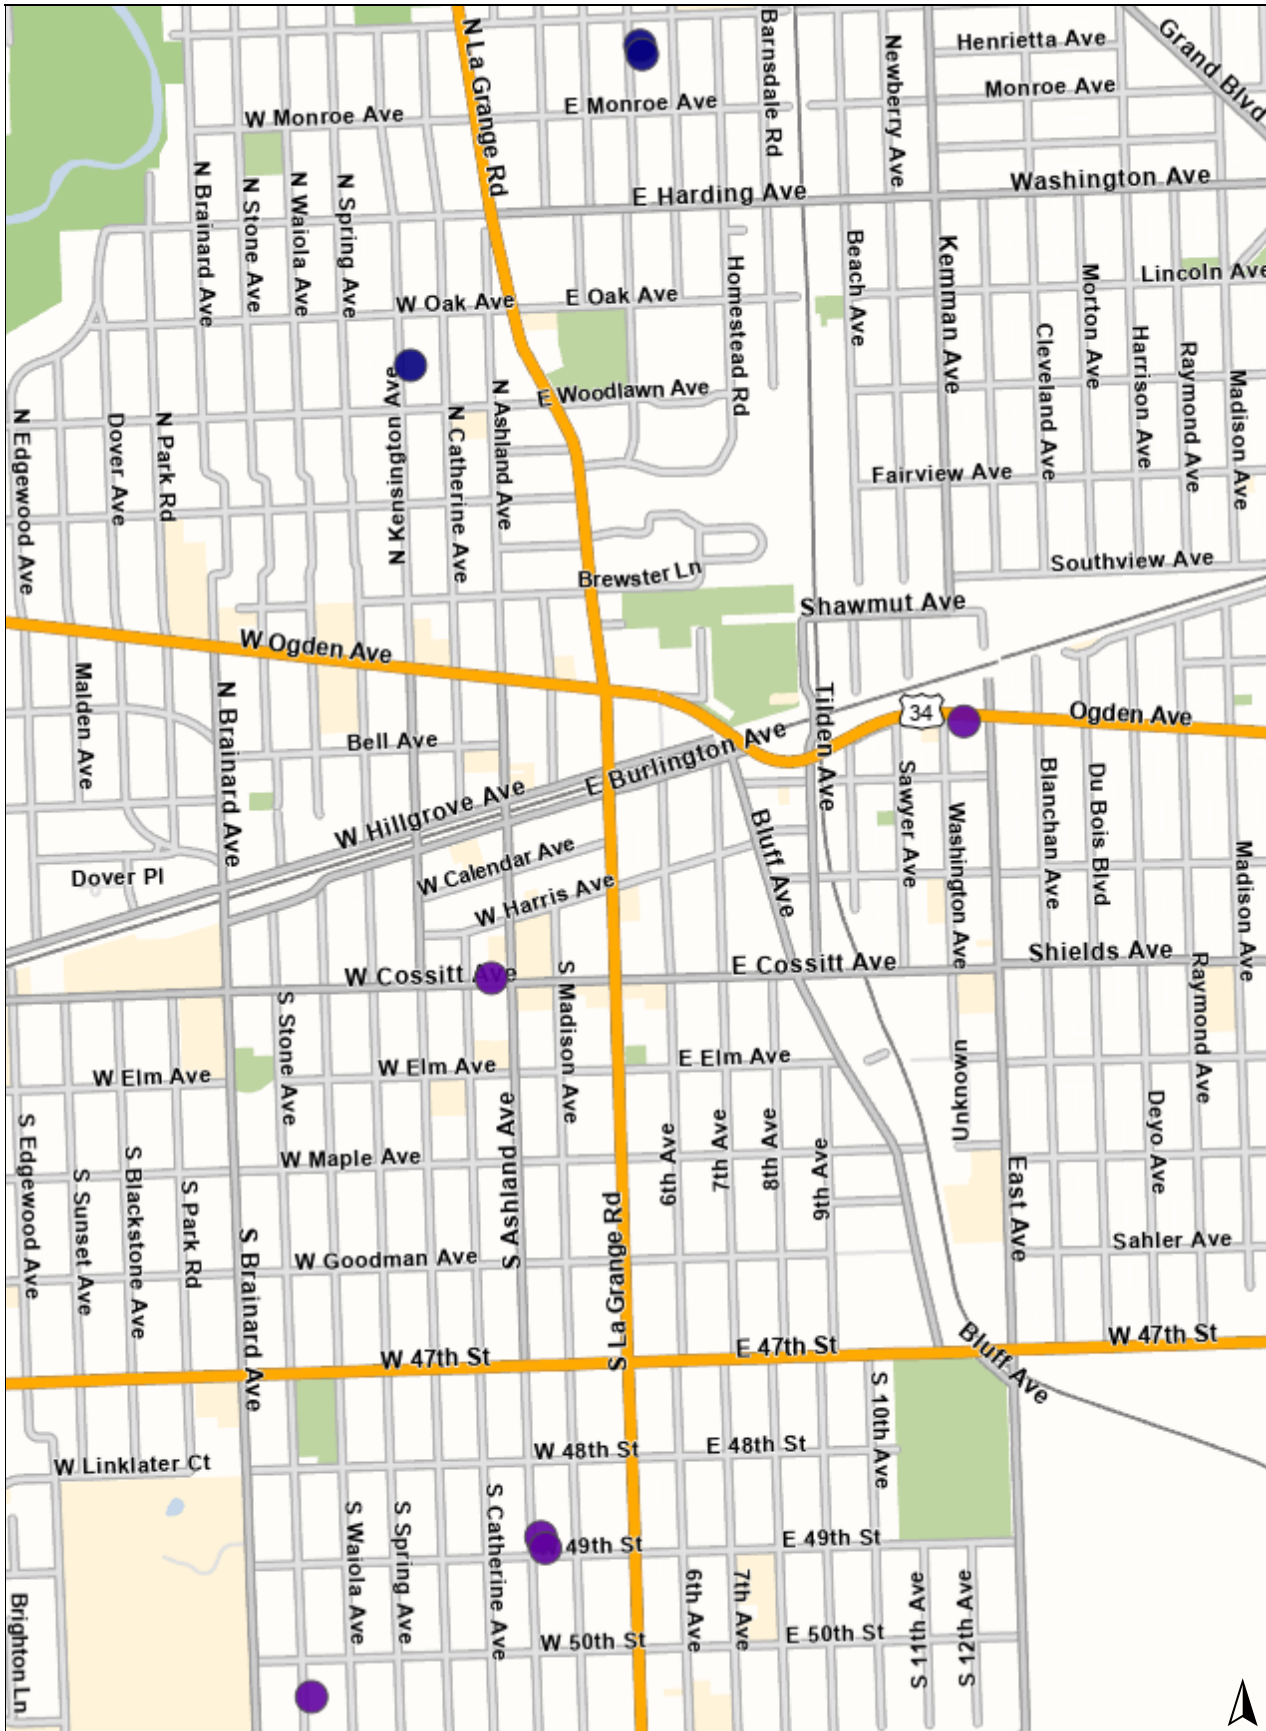 N La Grange Rd
Barnsdale Rd
Newberry Ave
Henrietta Ave
Grand Blvd
Monroe Ave
E Monroe Ave
W Monroe Ave
N Brainard Ave
N Stone Ave
N Waiola Ave
N Spring Ave
E Harding Ave
Washington Ave
Beach Ave
Kemman Ave
Homestead Rd
Morton Ave
Lincoln Ave
W Oak Ave
E Oak Ave
Cleveland Ave
Harrison Ave
Raymond Ave
Madison Ave
N Kensington
Ave
E Woodlawn Ave
N Ashland Ave
N Catherine Ave
N Edgewood Ave
Dover Ave
N Park Rd
Fairview Ave
Southview Ave
Brewster Ln
Shawmut Ave
W Ogden Ave
Malden Ave
N Brainard Ave
Tilden Ave
34
Ogden Ave
Bell Ave
E Burlington Ave
W Hillgrove Ave
Sawyer Ave
Washington Ave
Blanchan Ave
Du Bois Blvd
Bluff Ave
Madison Ave
W Calendar Ave
Dover Pl
W Harris Ave
W Cossitt Ave
E Cossitt Ave
Shields Ave
S Madison Ave
S Stone Ave
Raymond Ave
W Elm Ave
W Elm Ave
E Elm Ave
Unknown
S Ashland Ave
Deyo Ave
6th Ave
7th Ave
8th Ave
9th Ave
S Edgewood Ave
S Sunset Ave
S Blackstone Ave
S Park Rd
W Maple Ave
East Ave
S La Grange Rd
S Brainard Ave
W Goodman Ave
Sahler Ave
W 47th St
E 47th St
Bluff Ave
W 47th St
S 10th Ave
W 48th St
E 48th St
W Linklater Ct
S Waiola Ave
S Spring Ave
S Catherine Ave
49th St
E 49th St
6th Ave
7th Ave
S 11th Ave
S 12th Ave
Brighton Ln
W 50th St
E 50th St